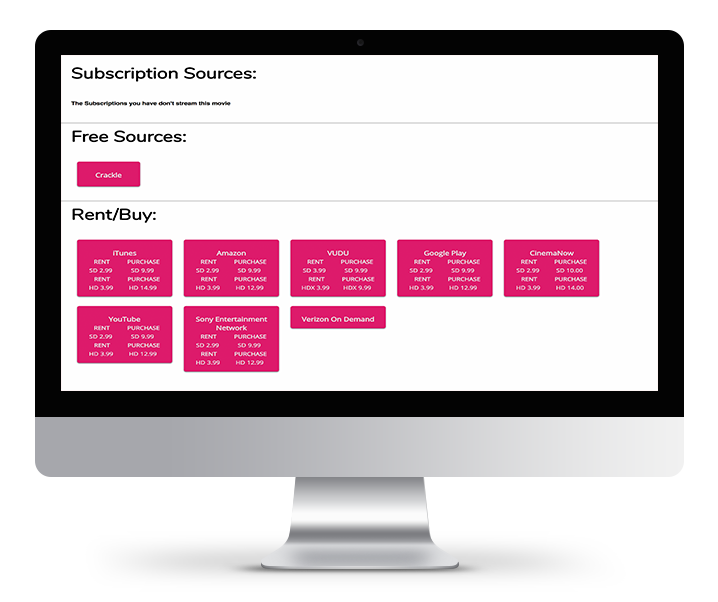 Subscription Sources:
The Subscriptions you have don't stream this movie
Free Sources:
Crackle
Rent/Buy:
iTunes
RENT PURCHASE
SD 2.99 SD 9.99
RENT PURCHASE
HD 3.99 HD 14.99
Amazon
RENT PURCHASE
SD 2.99 SD 9.99
RENT PURCHASE
HD 3.99 HD 12.99
VUDU
RENT PURCHASE
SD 3.99 SD 9.99
RENT PURCHASE
HDX 3.99 HDX 9.99
Google Play
RENT PURCHASE
SD 2.99 SD 9.99
RENT PURCHASE
HD 3.99 HD 12.99
CinemaNow
RENT PURCHASE
SD 2.99 SD 10.00
RENT PURCHASE
HD 3.99 HD 14.00
YouTube
RENT PURCHASE
SD 2.99 SD 9.99
RENT PURCHASE
HD 3.99 HD 12.99
Sony Entertainment
Network
RENT PURCHASE
SD 2.99 SD 9.99
RENT PURCHASE
HD 3.99 HD 12.99
Verizon On Demand